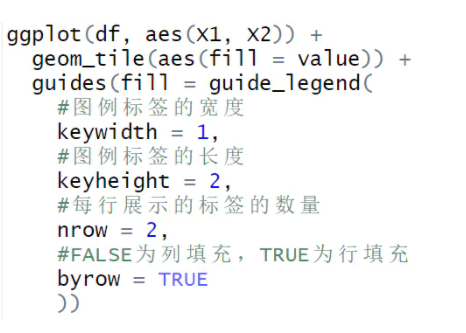 ggplot(df, aes(X1, X2)) +
  geom_tile(aes(fill = value)) +
  guides(fill = guide_legend(
    #图例标签的宽度
    keywidth = 1,
    #图例标签的长度
    keyheight = 2,
    #每行展示的标签的数量
    nrow = 2,
    #FALSE为列填充，TRUE为行填充
    byrow = TRUE
    ))